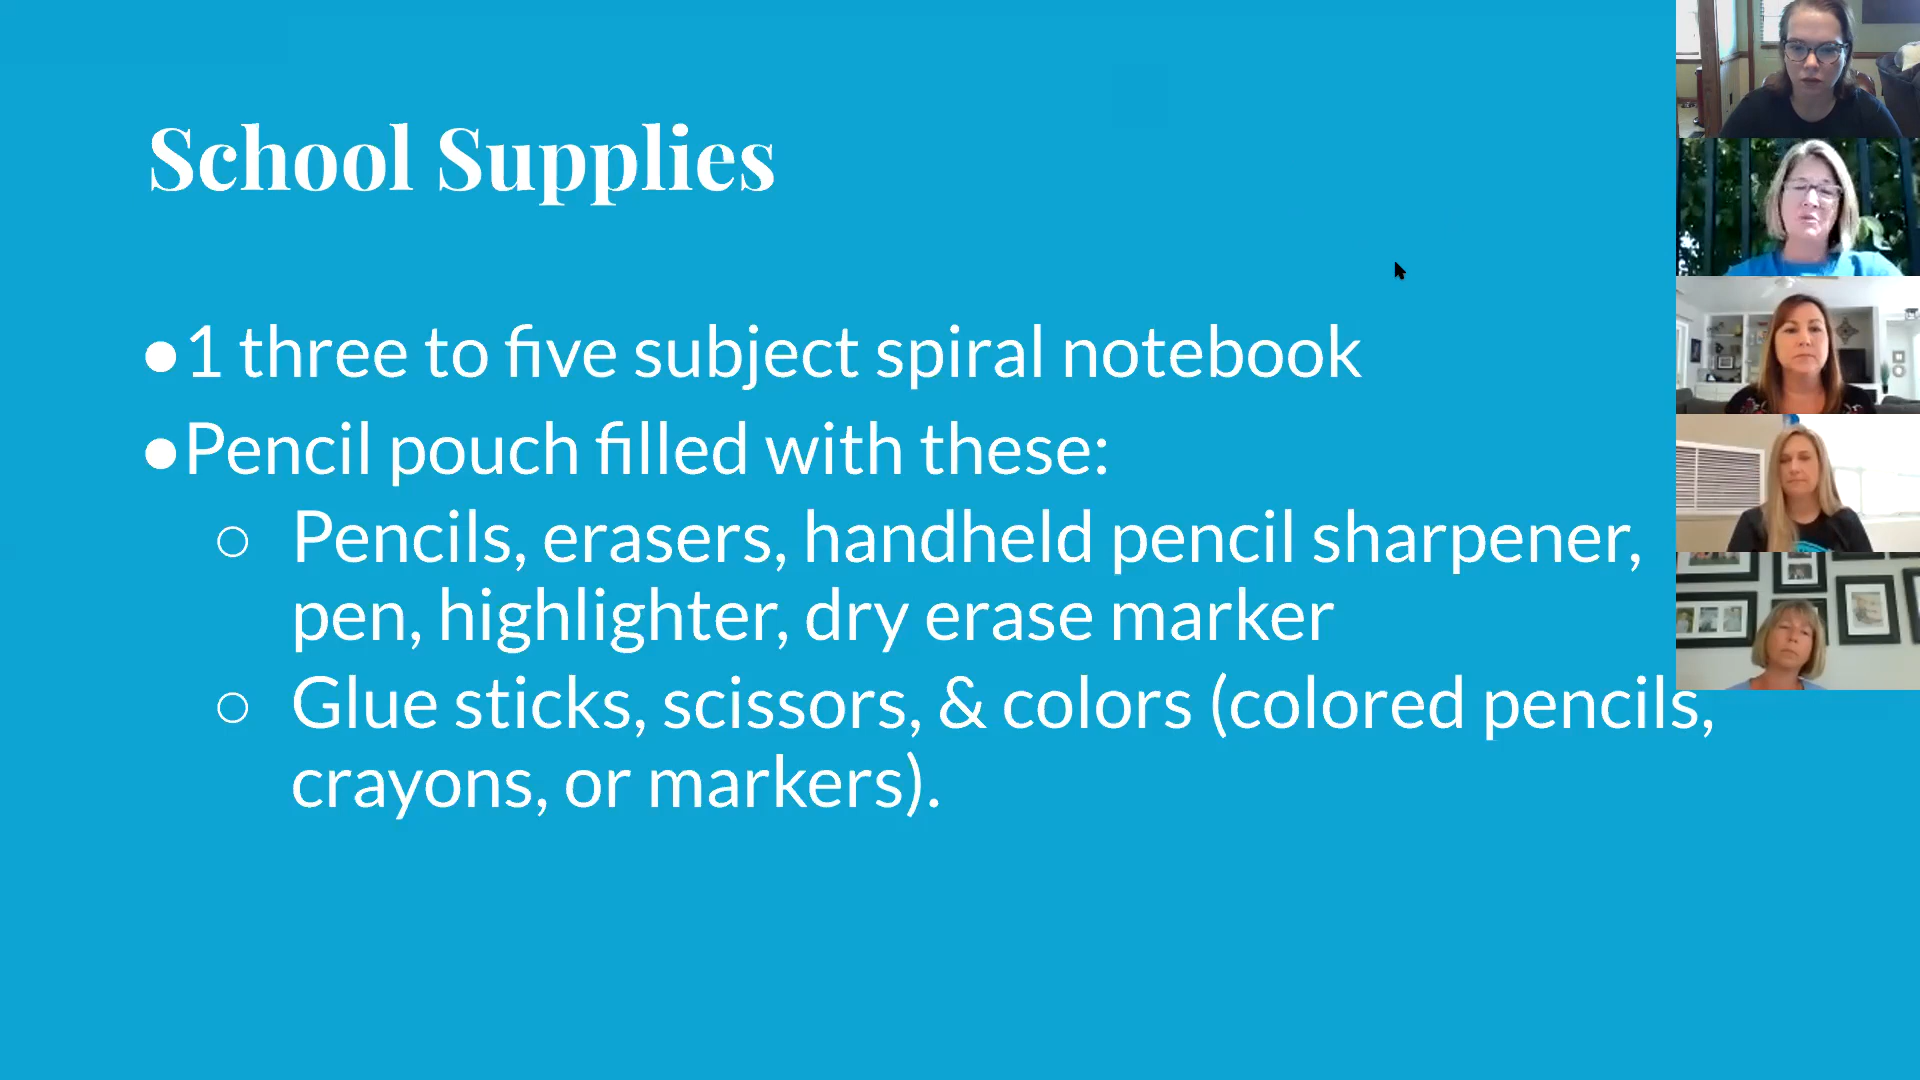 School Supplies
●1 three to five subject spiral notebook
●Pencil pouch filled with these:
○ Pencils, erasers, handheld pencil sharpener,
pen, highlighter, dry erase marker
○ Glue sticks, scissors, & colors (colored pencils,
crayons, or markers).